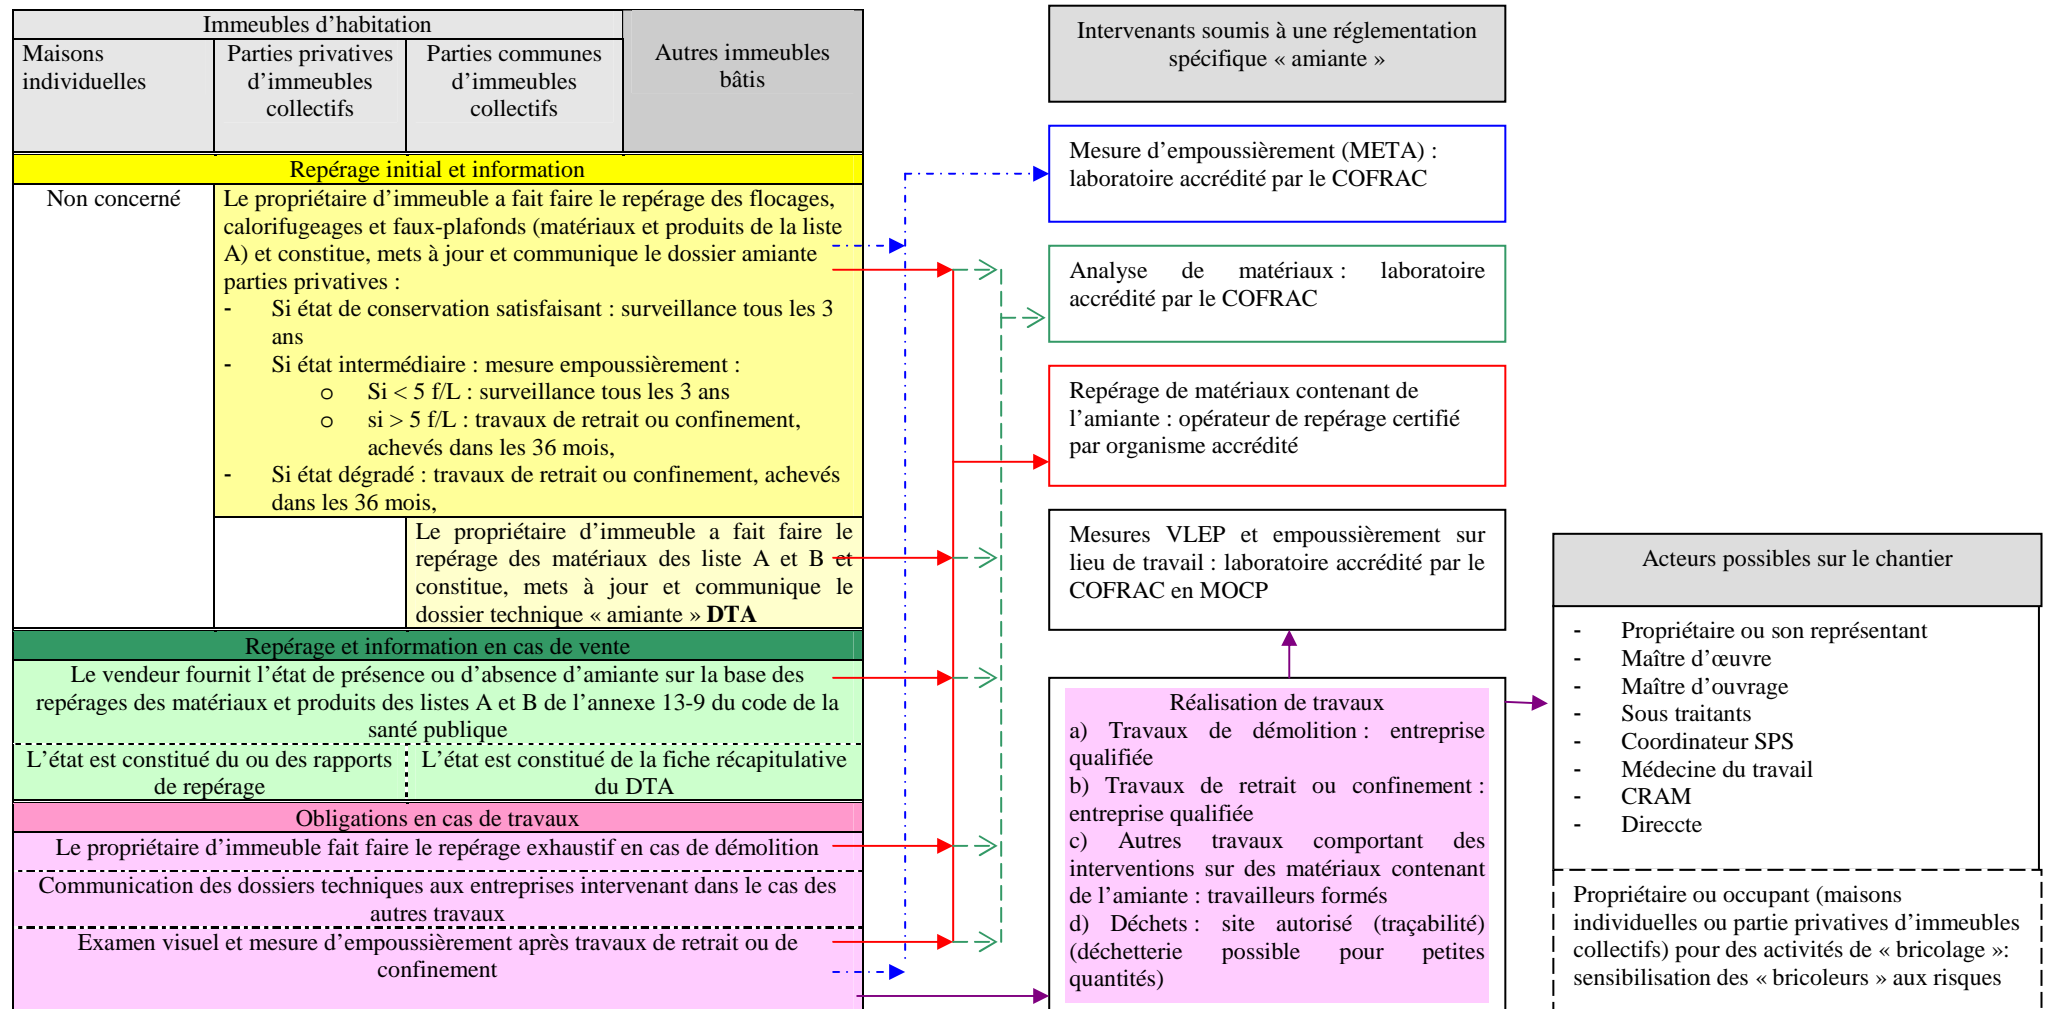 Immeubles d’habitation
Maisons
individuelles
Parties privatives
d’immeubles
collectifs
Parties communes
d’immeubles
collectifs
Autres immeubles
bâtis
Repérage initial et information
Non concerné
Le propriétaire d’immeuble a fait faire le repérage des flocages,
calorifugeages et faux-plafonds (matériaux et produits de la liste
A) et constitue, mets à jour et communique le dossier amiante
parties privatives :
- Si état de conservation satisfaisant : surveillance tous les 3
ans
- Si état intermédiaire : mesure empoussièrement :
o Si < 5 f/L : surveillance tous les 3 ans
o si > 5 f/L : travaux de retrait ou confinement,
achevés dans les 36 mois,
- Si état dégradé : travaux de retrait ou confinement, achevés
dans les 36 mois,
Le propriétaire d’immeuble a fait faire le
repérage des matériaux des liste A et B et
constitue, mets à jour et communique le
dossier technique « amiante » DTA
Repérage et information en cas de vente
Le vendeur fournit l’état de présence ou d’absence d’amiante sur la base des
repérages des matériaux et produits des listes A et B de l’annexe 13-9 du code de la
santé publique
L’état est constitué du ou des rapports
de repérage
L’état est constitué de la fiche récapitulative
du DTA
Obligations en cas de travaux
Le propriétaire d’immeuble fait faire le repérage exhaustif en cas de démolition
Communication des dossiers techniques aux entreprises intervenant dans le cas des
autres travaux
Examen visuel et mesure d’empoussièrement après travaux de retrait ou de
confinement
Intervenants soumis à une réglementation
spécifique « amiante »
Mesure d’empoussièrement (META) :
laboratoire accrédité par le COFRAC
Analyse de matériaux : laboratoire
accrédité par le COFRAC
Repérage de matériaux contenant de
l’amiante : opérateur de repérage certifié
par organisme accrédité
Mesures VLEP et empoussièrement sur
lieu de travail : laboratoire accrédité par le
COFRAC en MOCP
Réalisation de travaux
a) Travaux de démolition : entreprise
qualifiée
b) Travaux de retrait ou confinement :
entreprise qualifiée
c) Autres travaux comportant des
interventions sur des matériaux contenant
de l’amiante : travailleurs formés
d) Déchets : site autorisé (traçabilité)
(déchetterie possible pour petites
quantités)
Acteurs possibles sur le chantier
- Propriétaire ou son représentant
- Maître d’œuvre
- Maître d’ouvrage
- Sous traitants
- Coordinateur SPS
- Médecine du travail
- CRAM
- Direccte
Propriétaire ou occupant (maisons
individuelles ou partie privatives d’immeubles
collectifs) pour des activités de « bricolage »:
sensibilisation des « bricoleurs » aux risques